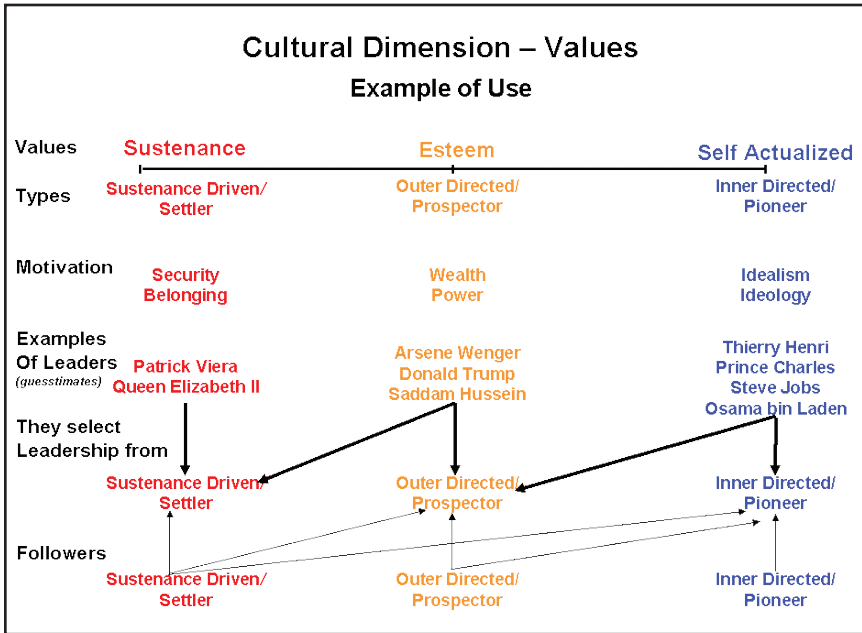 Cultural Dimension – Values
Example of Use
Values Sustenance Esteem Self Actualized
Types Sustenance Driven/ Outer Directed/ Inner Directed/
Settler Prospector Pioneer
Motivation Security Wealth Idealism
Belonging Power Ideology
Examples
Of Leaders
(guesstimates)
Patrick Viera
Queen Elizabeth II
Arsene Wenger
Donald Trump
Saddam Hussein
Thierry Henri
Prince Charles
Steve Jobs
Osama bin Laden
They select
Leadership from
Sustenance Driven/ Outer Directed/ Inner Directed/
Settler Prospector Pioneer
Followers
Sustenance Driven/ Outer Directed/ Inner Directed/
Settler Prospector Pioneer